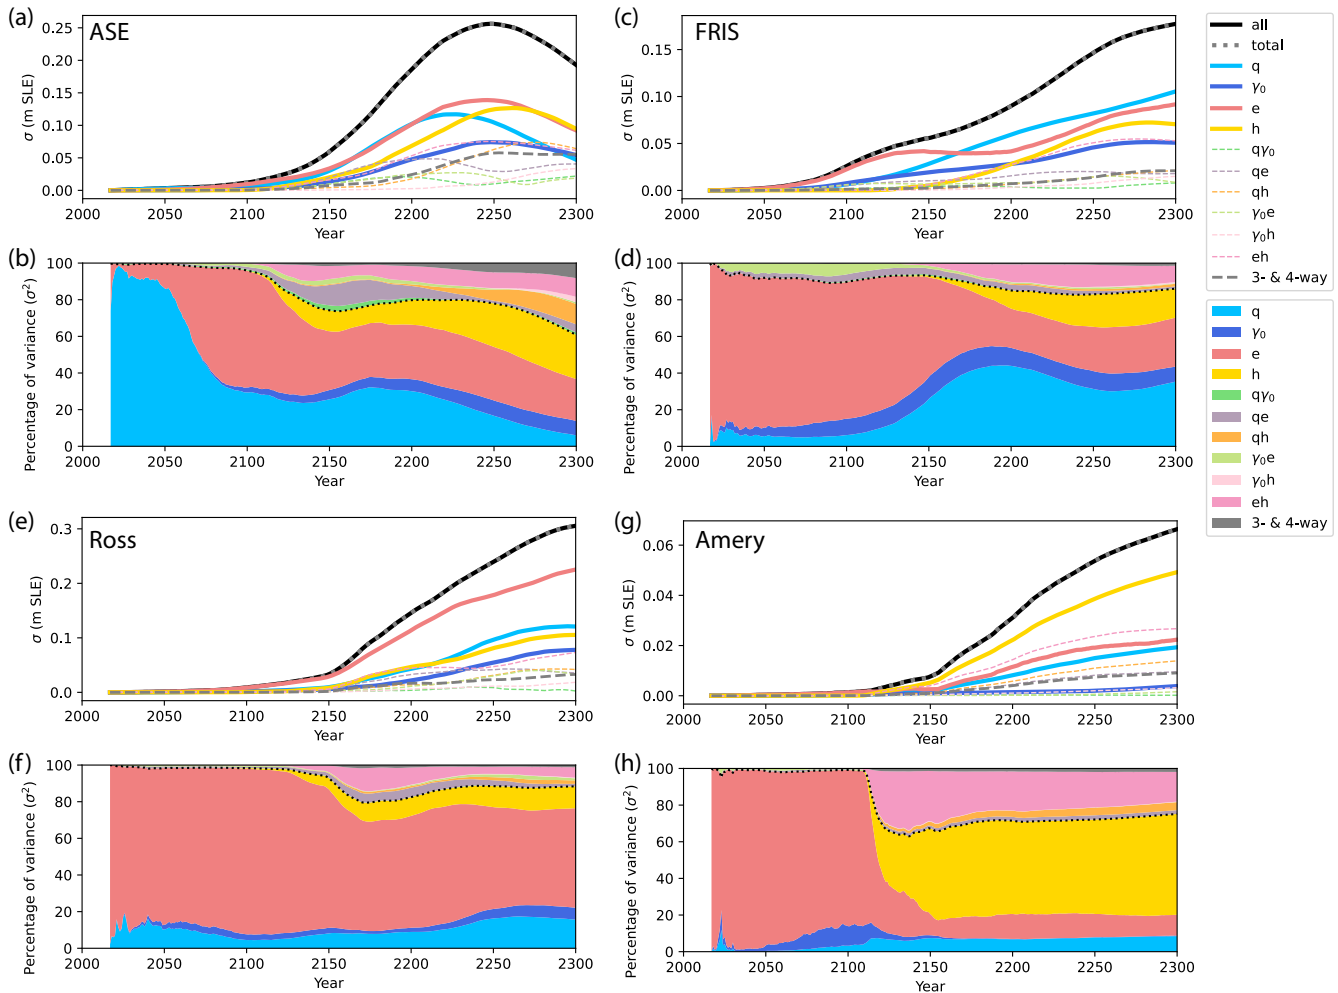 (a)
ASE
0.25
0.20
0.15
0.10
0.05
0.00
σ (m SLE)
2000 2050 2100 2150 2200 2250 2300
Year
(b)
100
80
60
40
20
0
Percentage of variance (σ²)
2000 2050 2100 2150 2200 2250 2300
Year
(c)
FRIS
0.15
0.10
0.05
0.00
σ (m SLE)
2000 2050 2100 2150 2200 2250 2300
Year
(d)
100
80
60
40
20
0
Percentage of variance (σ²)
2000 2050 2100 2150 2200 2250 2300
Year
all
total
q
γ₀
e
h
qγ₀
qe
qh
γ₀e
γ₀h
eh
3- & 4-way
q
γ₀
e
h
qγ₀
qe
qh
γ₀e
γ₀h
eh
3- & 4-way
(e)
Ross
0.3
0.2
0.1
0.0
σ (m SLE)
2000 2050 2100 2150 2200 2250 2300
Year
(f)
100
80
60
40
20
0
Percentage of variance (σ²)
2000 2050 2100 2150 2200 2250 2300
Year
(g)
Amery
0.06
0.04
0.02
0.00
σ (m SLE)
2000 2050 2100 2150 2200 2250 2300
Year
(h)
100
80
60
40
20
0
Percentage of variance (σ²)
2000 2050 2100 2150 2200 2250 2300
Year